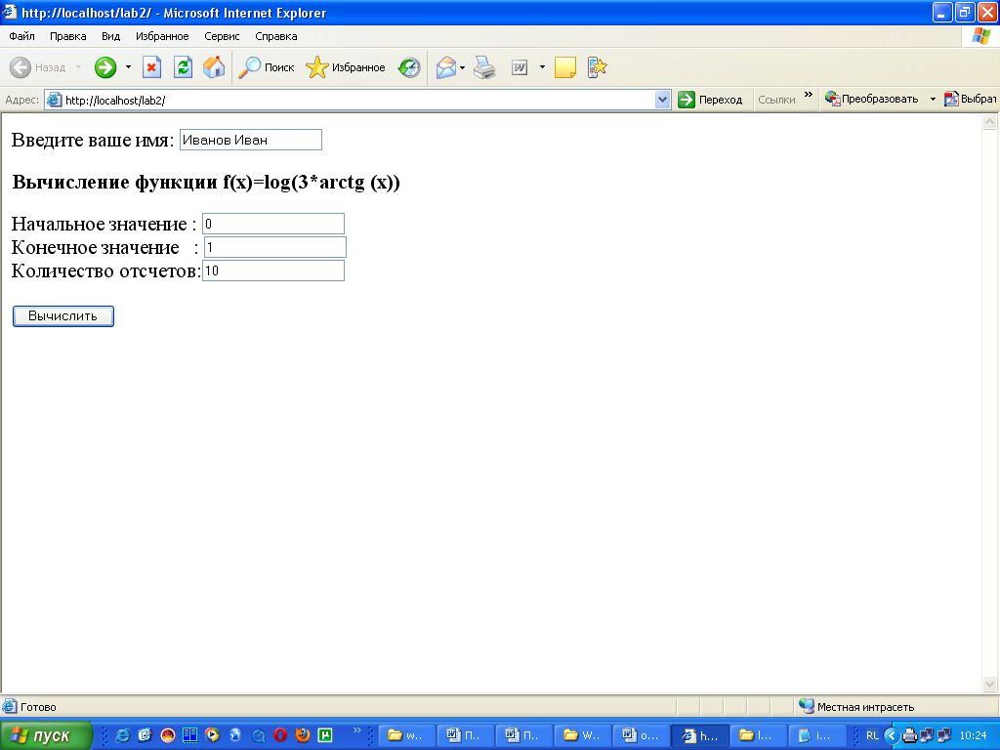 http://localhost/lab2/ - Microsoft Internet Explorer
Файл Правка Вид Избранное Сервис Справка
Назад Поиск Избранное
Адрес: http://localhost/lab2/ Переход Ссылки » Преобразовать Выбрат
Введите ваше имя: Иванов Иван
Вычисление функции f(x)=log(3*arctg (x))
Начальное значение : 0
Конечное значение : 1
Количество отсчетов: 10
Вычислить
Готово Местная интрасеть
пуск » w... П... П... W... о... h... l... i... RL 10:24